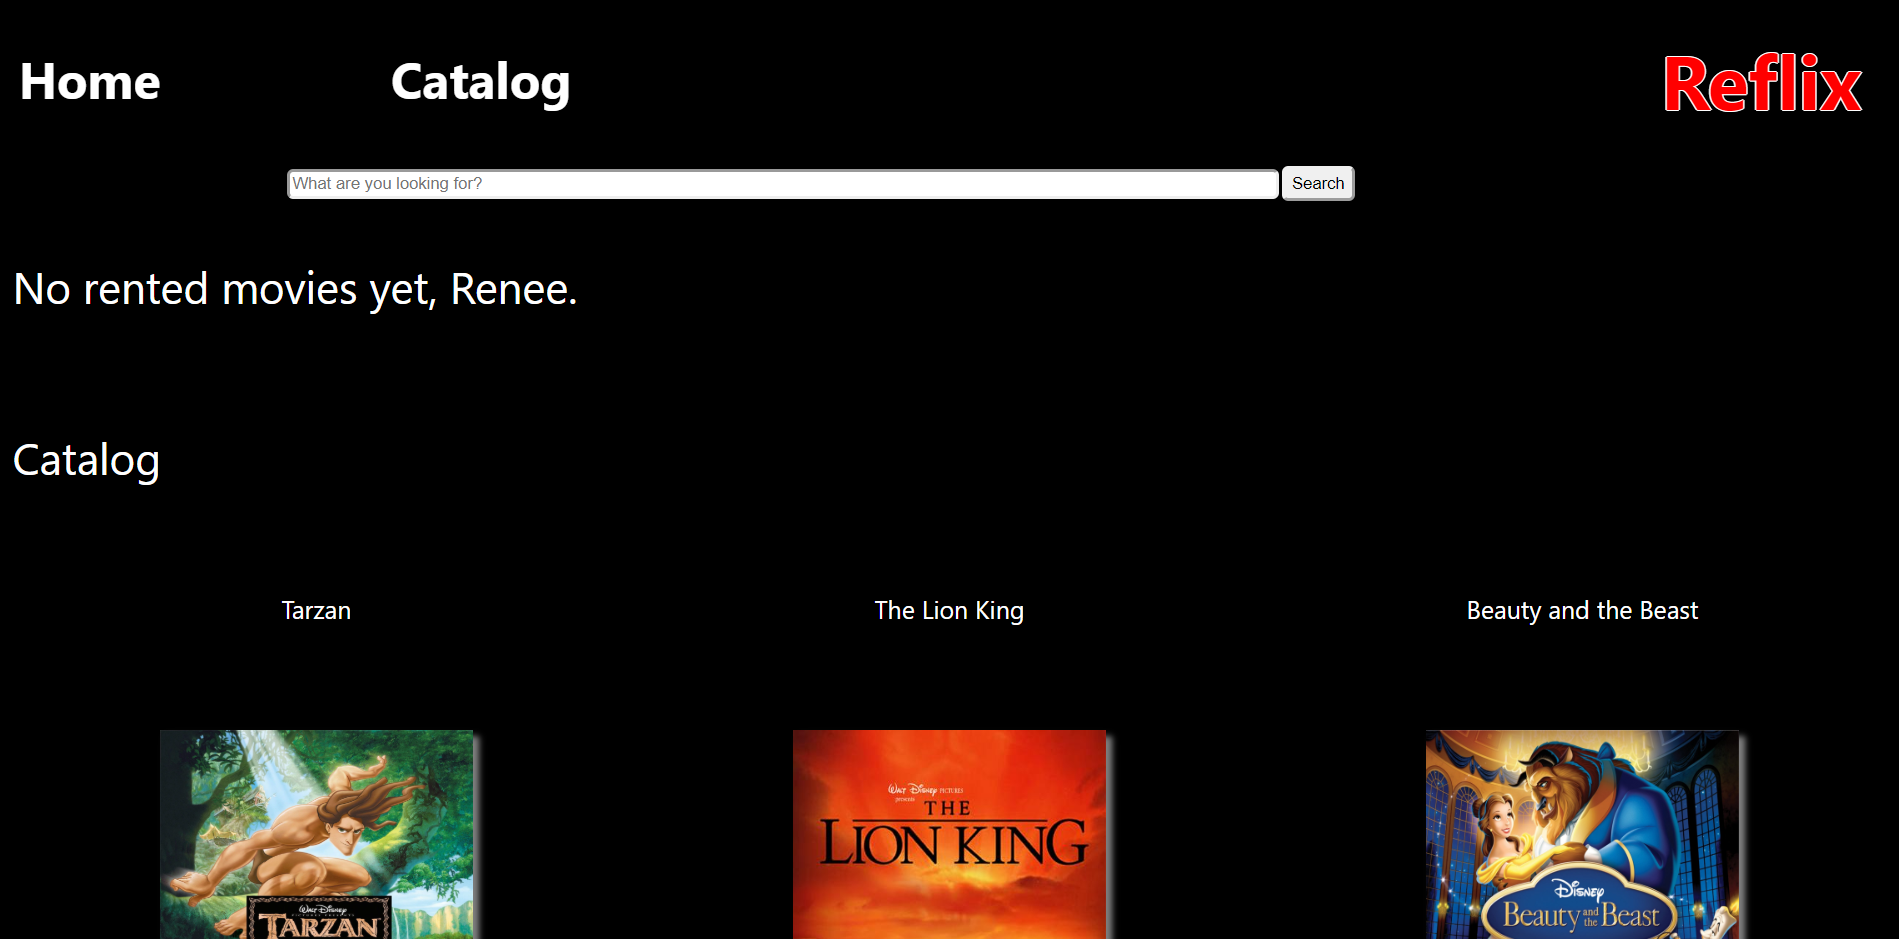 Home
Catalog
Reflix
What are you looking for?
Search
No rented movies yet, Renee.
Catalog
Tarzan
The Lion King
Beauty and the Beast
WALT DISNEY
PICTURES PRESENTS
TARZAN
WALT DISNEY PICTURES
presents
THE
LION KING
DISNEY
Beauty and the Beast